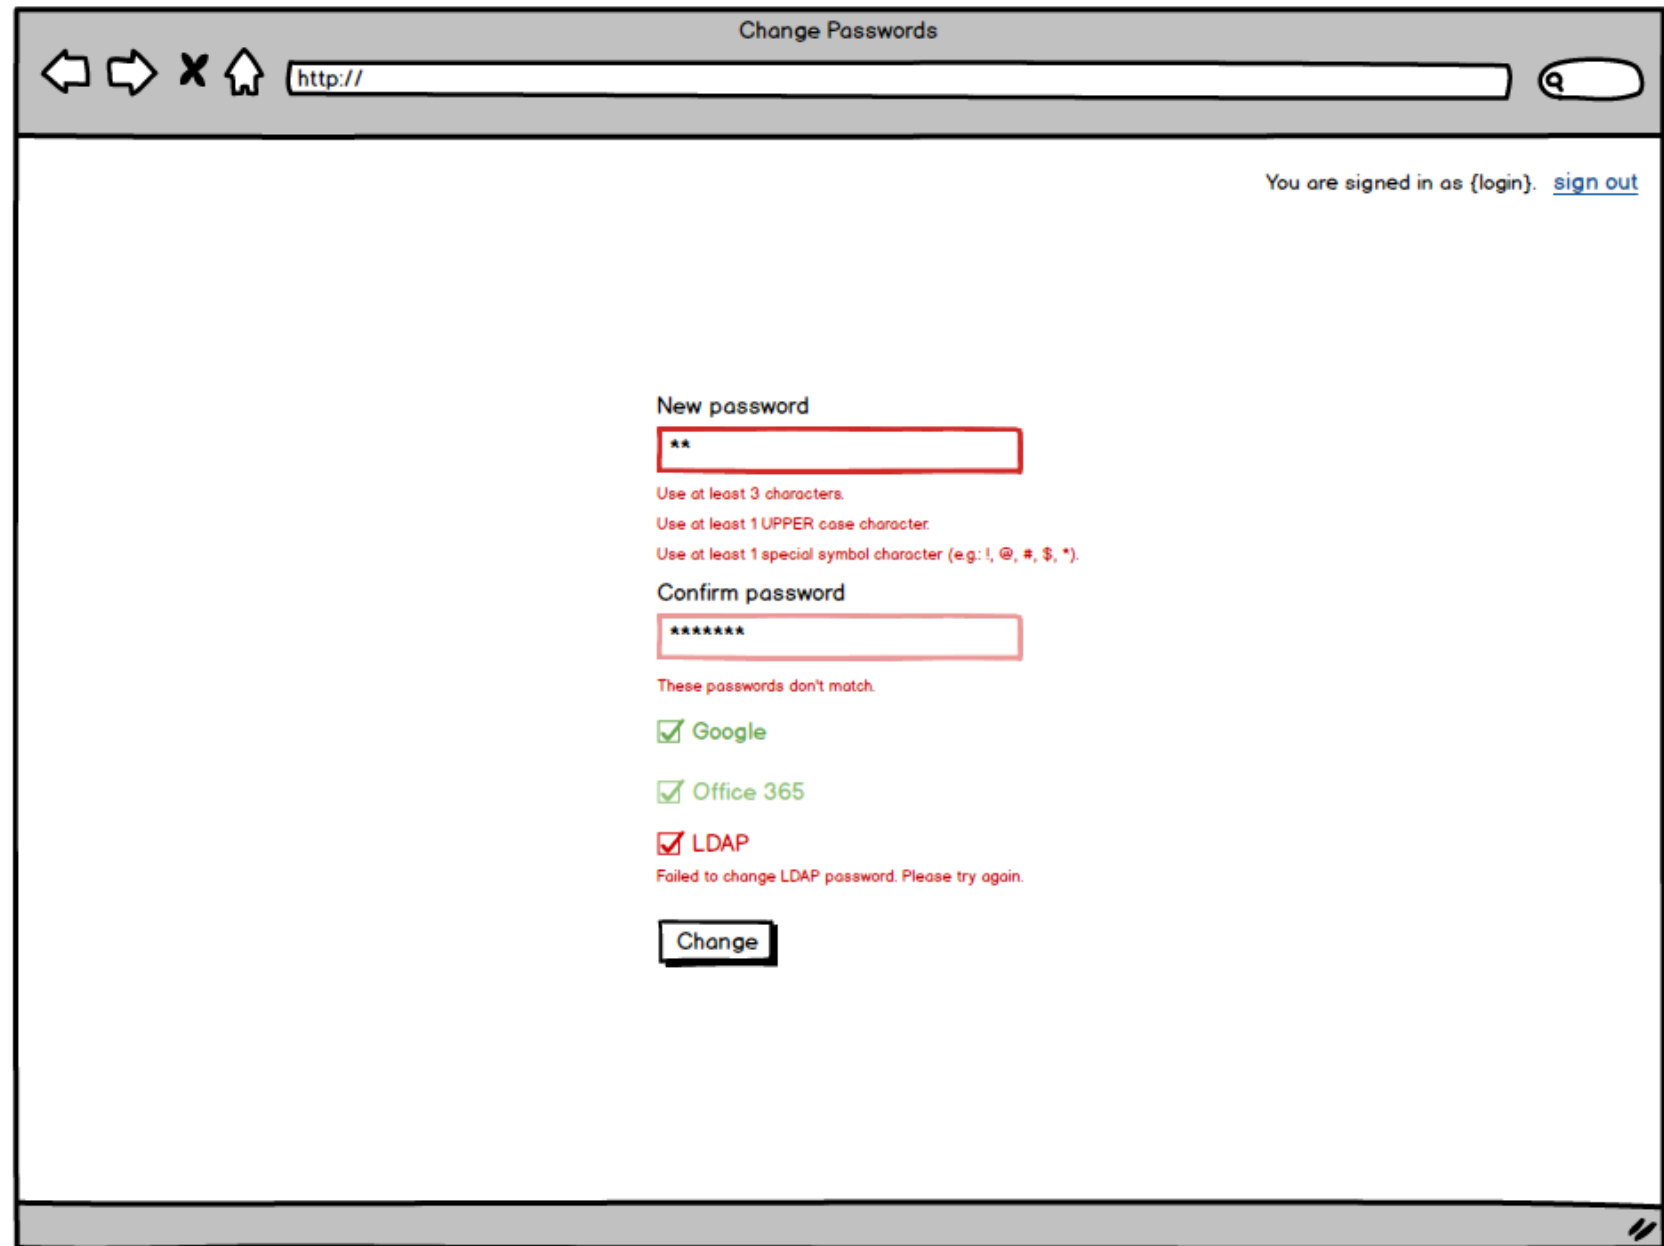 Change Passwords
http://
You are signed in as {login}. sign out
New password
**
Use at least 3 characters.
Use at least 1 UPPER case character.
Use at least 1 special symbol character (e.g.: !, @, #, $, *).
Confirm password
*******
These passwords don't match.
Google
Office 365
LDAP
Failed to change LDAP password. Please try again.
Change